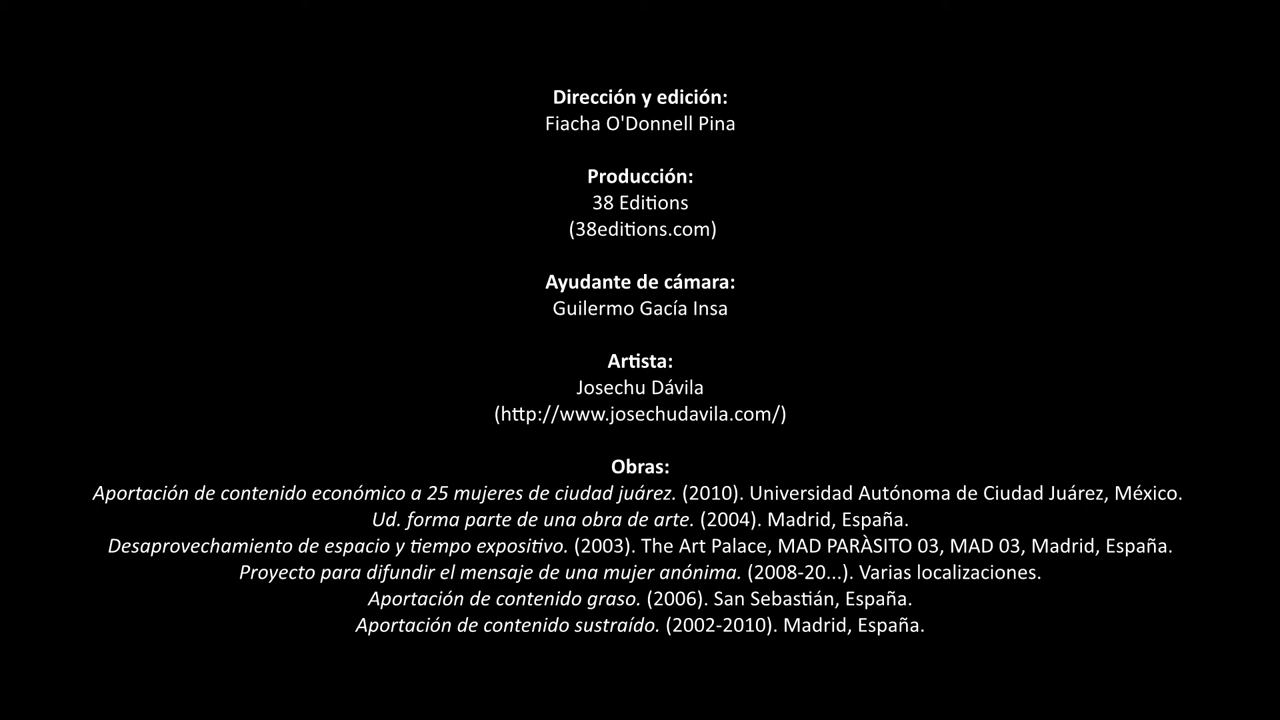 Dirección y edición:
Fiacha O'Donnell Pina
Producción:
38 Editions
(38editions.com)
Ayudante de cámara:
Guilermo Gacía Insa
Artista:
Josechu Dávila
(http://www.josechudavila.com/)
Obras:
Aportación de contenido económico a 25 mujeres de ciudad juárez. (2010). Universidad Autónoma de Ciudad Juárez, México.
Ud. forma parte de una obra de arte. (2004). Madrid, España.
Desaprovechamiento de espacio y tiempo expositivo. (2003). The Art Palace, MAD PARÀSITO 03, MAD 03, Madrid, España.
Proyecto para difundir el mensaje de una mujer anónima. (2008-20...). Varias localizaciones.
Aportación de contenido graso. (2006). San Sebastián, España.
Aportación de contenido sustraído. (2002-2010). Madrid, España.